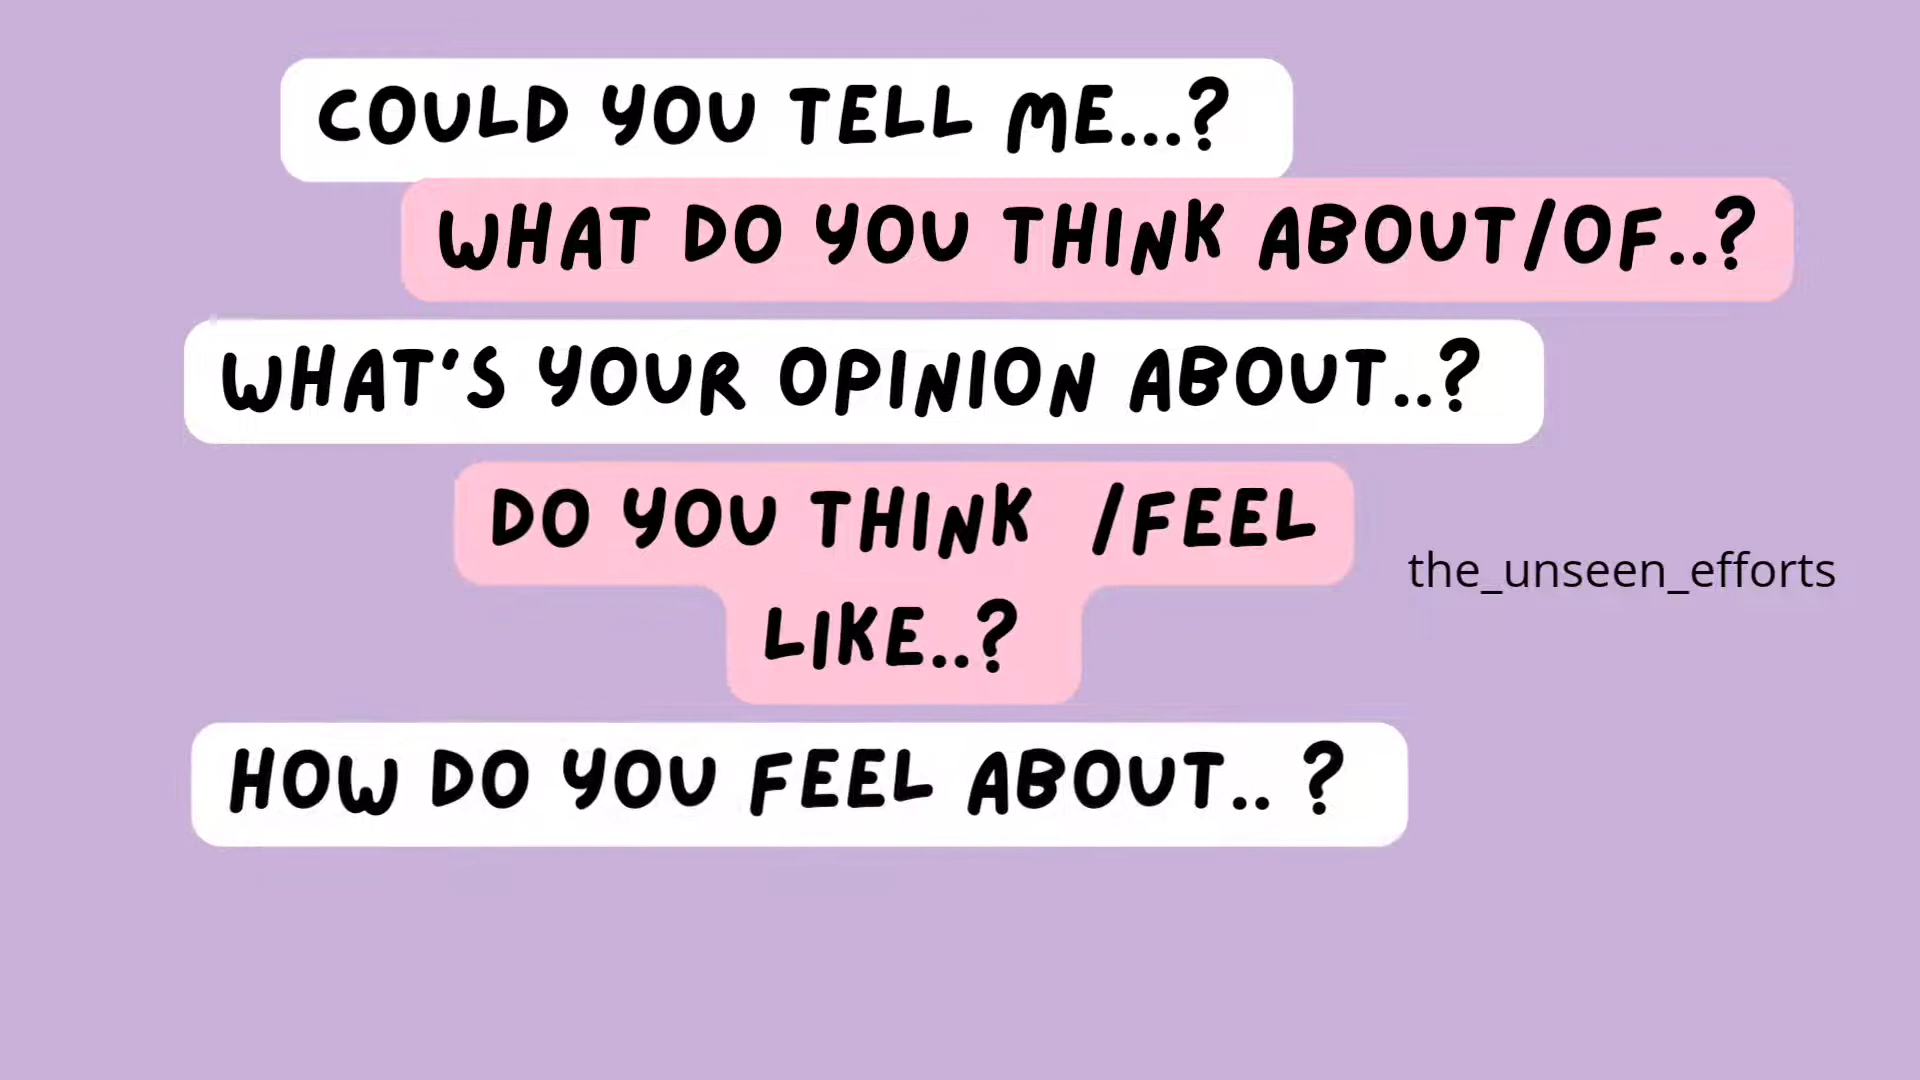 COULD YOU TELL ME...?
WHAT DO YOU THINK ABOUT/OF..?
WHAT'S YOUR OPINION ABOUT..?
DO YOU THINK /FEEL
LIKE..?
the_unseen_efforts
HOW DO YOU FEEL ABOUT.. ?